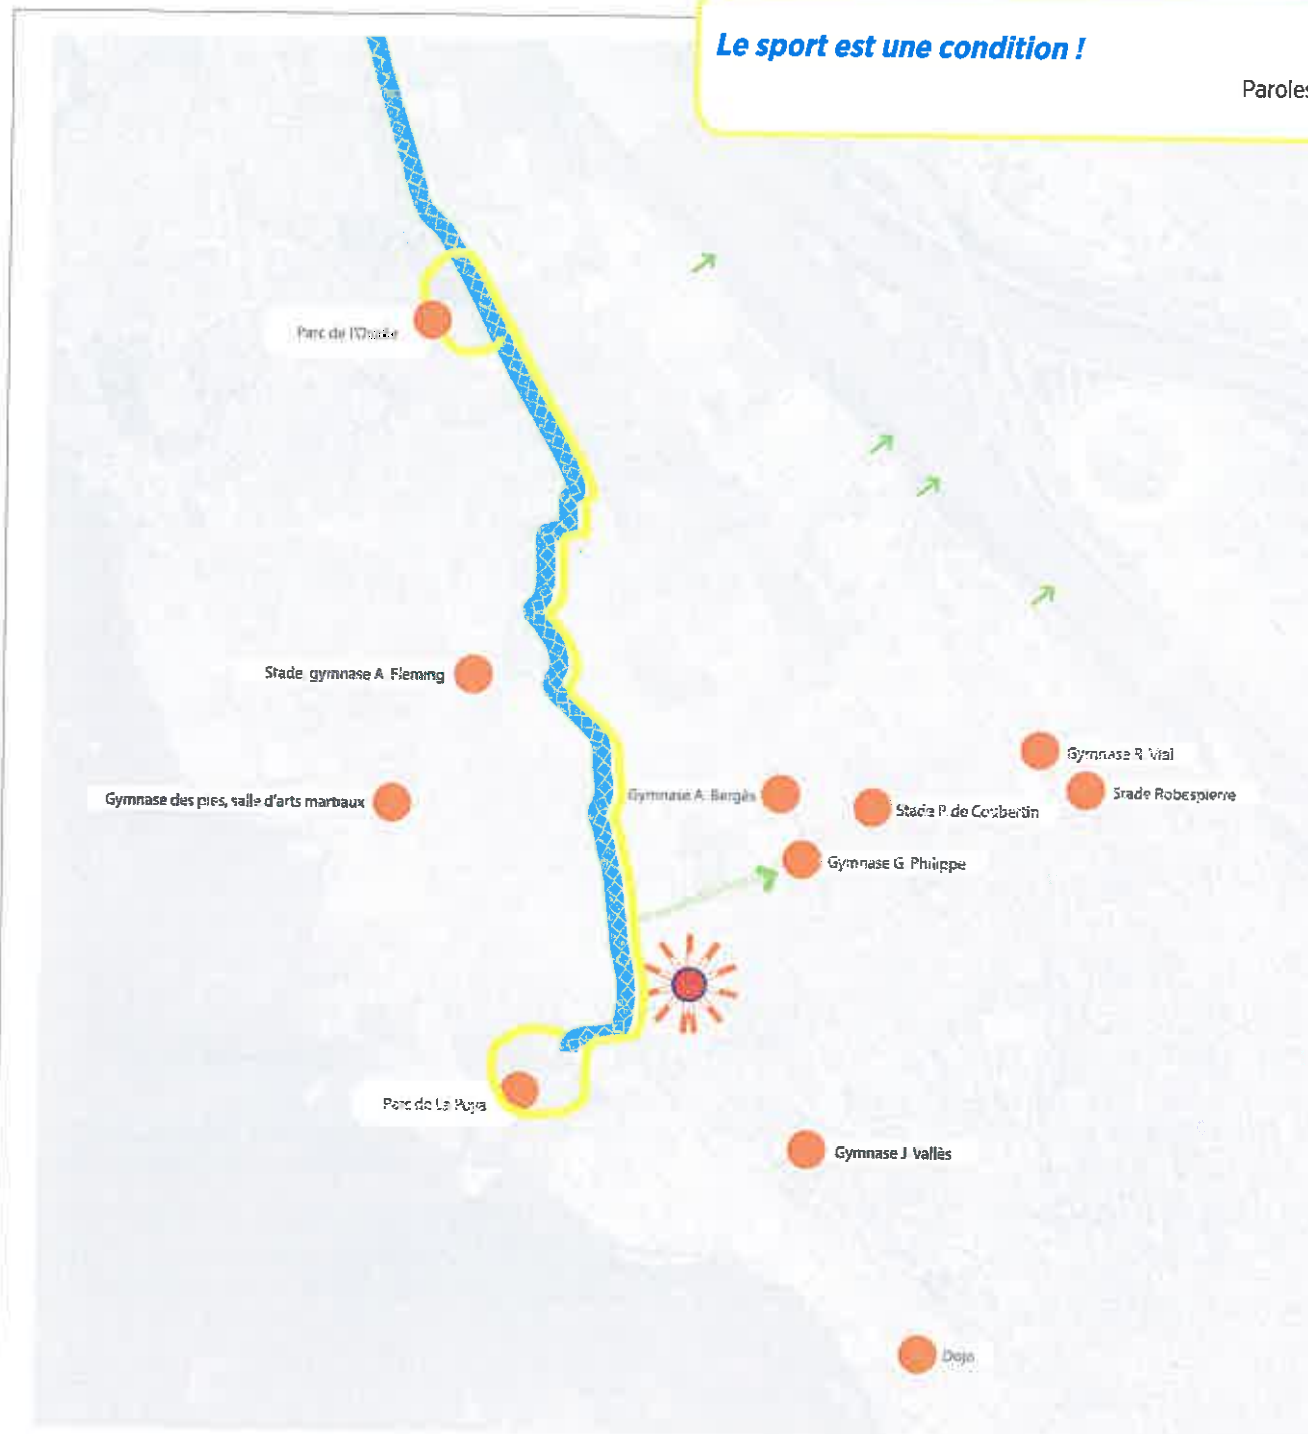 Le sport est une condition !
Paroles
Parc de
Stade, gymnase A. Fleming
Gymnase R. Vial
Gymnase des pies, salle d'arts martiaux
Gymnase A. Bergès
Stade Robespierre
Stade P. de Coubertin
Gymnase G. Philippe
Parc de La Poya
Gymnase J. Vallès
Dojo